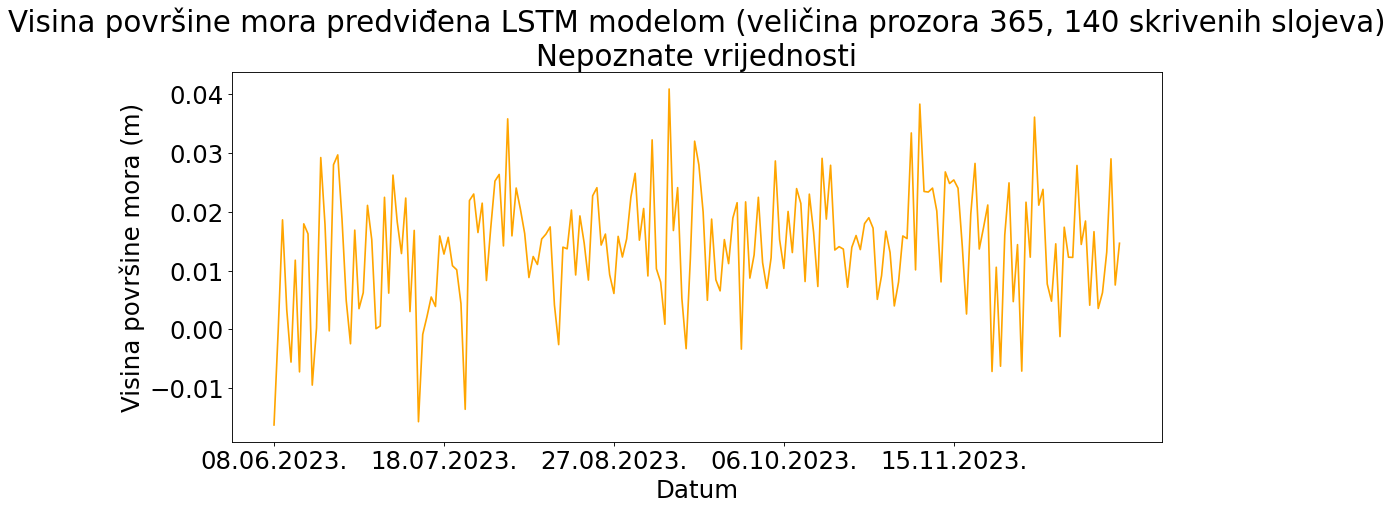 Visina površine mora predviđena LSTM modelom (veličina prozora 365, 140 skrivenih slojeva)
Nepoznate vrijednosti
Visina površine mora (m)
0.04
0.03
0.02
0.01
0.00
−0.01
08.06.2023. 18.07.2023. 27.08.2023. 06.10.2023. 15.11.2023.
Datum